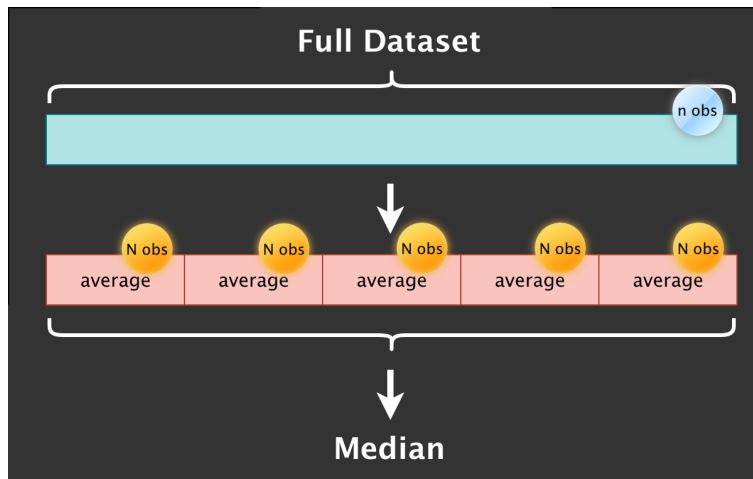 Full Dataset
n obs
N obs N obs N obs N obs N obs
average average average average average
Median